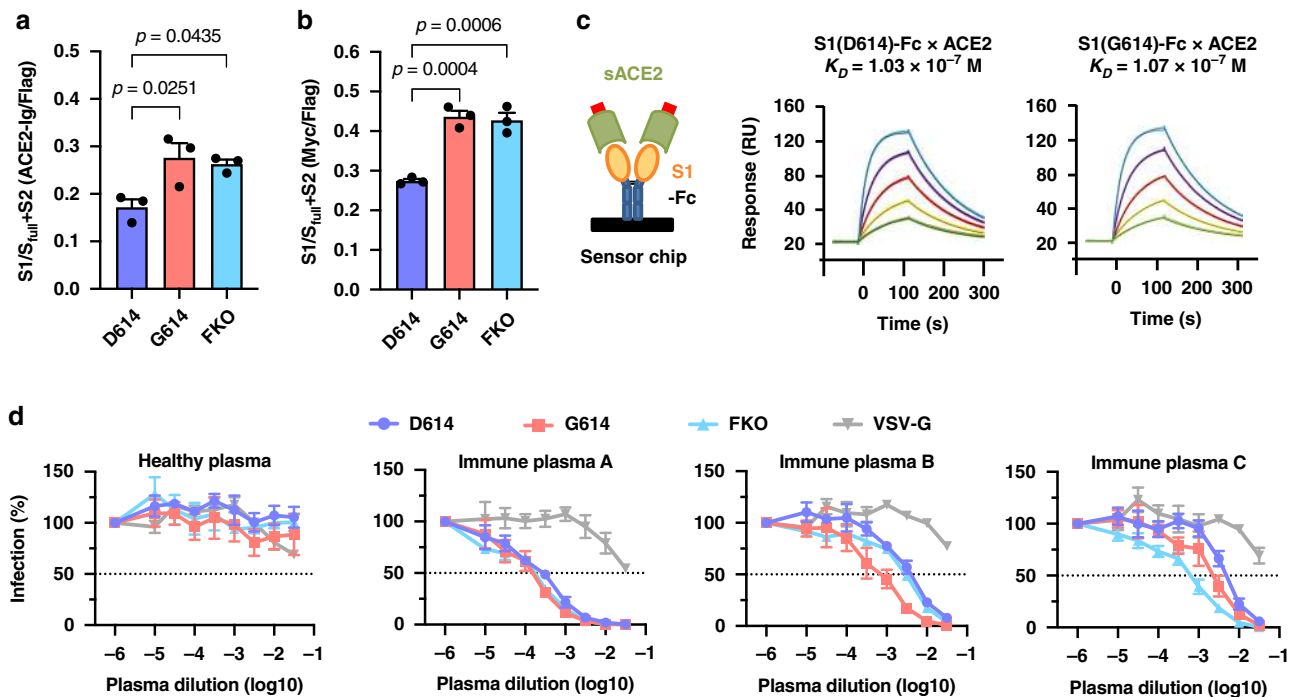 a
p = 0.0435
p = 0.0251
0.5
0.4
0.3
0.2
0.1
0.0
S1/S_full+S2 (ACE2-Ig/Flag)
D614
G614
FKO
b
p = 0.0006
p = 0.0004
0.6
0.5
0.4
0.3
0.2
0.1
0.0
S1/S_full+S2 (Myc/Flag)
D614
G614
FKO
c
sACE2
S1
-Fc
Sensor chip
S1(D614)-Fc × ACE2
K_D = 1.03 × 10⁻⁷ M
160
120
80
40
20
Response (RU)
0 100 200 300
Time (s)
S1(G614)-Fc × ACE2
K_D = 1.07 × 10⁻⁷ M
160
120
80
40
20
0 100 200 300
Time (s)
d
D614
G614
FKO
VSV-G
Healthy plasma
150
100
50
0
Infection (%)
−6 −5 −4 −3 −2 −1
Plasma dilution (log10)
Immune plasma A
150
100
50
0
−6 −5 −4 −3 −2 −1
Plasma dilution (log10)
Immune plasma B
150
100
50
0
−6 −5 −4 −3 −2 −1
Plasma dilution (log10)
Immune plasma C
150
100
50
0
−6 −5 −4 −3 −2 −1
Plasma dilution (log10)